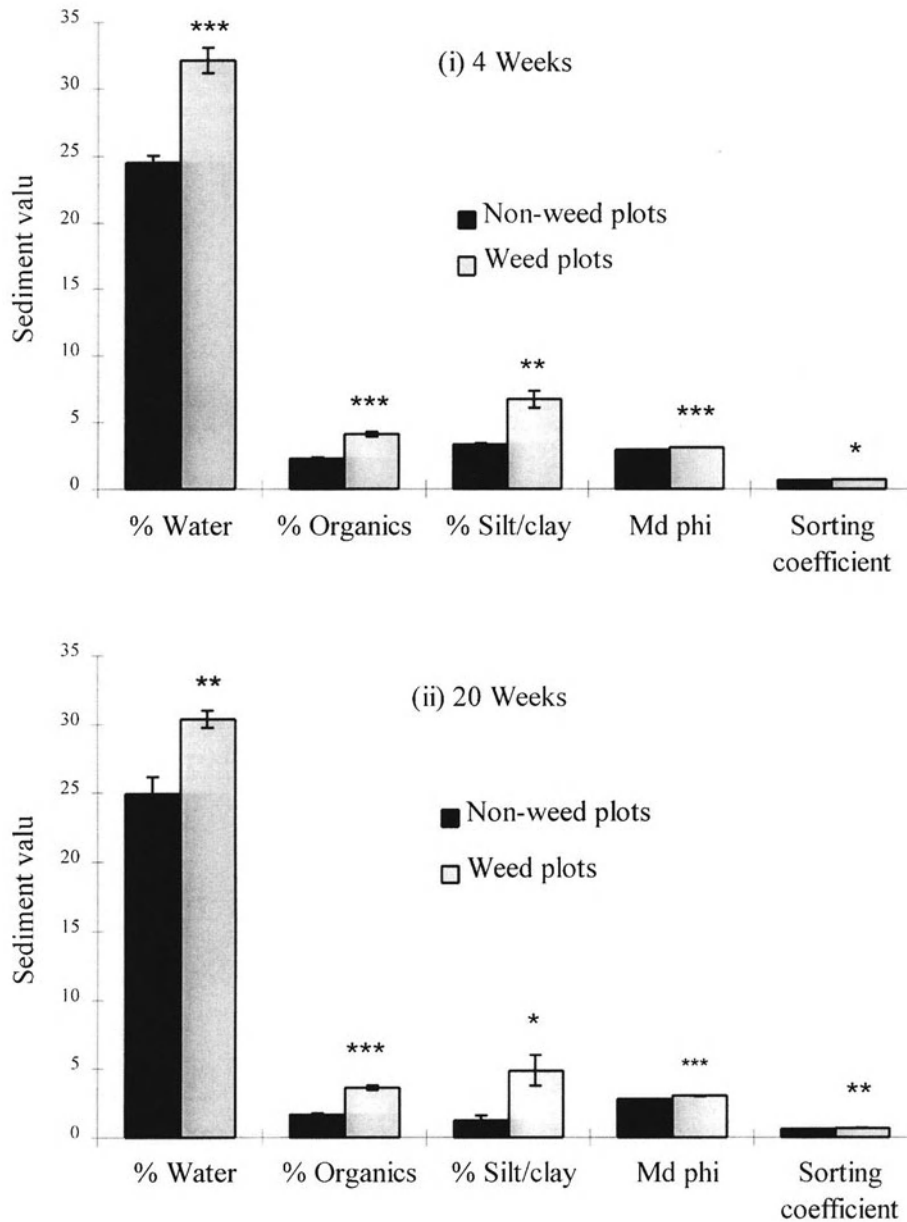 35
30
25
20
15
10
5
0
Sediment valu
(i) 4 Weeks
Non-weed plots
Weed plots
***
***
**
***
*
% Water % Organics % Silt/clay Md phi Sorting
coefficient
35
30
25
20
15
10
5
0
Sediment valu
(ii) 20 Weeks
Non-weed plots
Weed plots
**
***
*
***
**
% Water % Organics % Silt/clay Md phi Sorting
coefficient